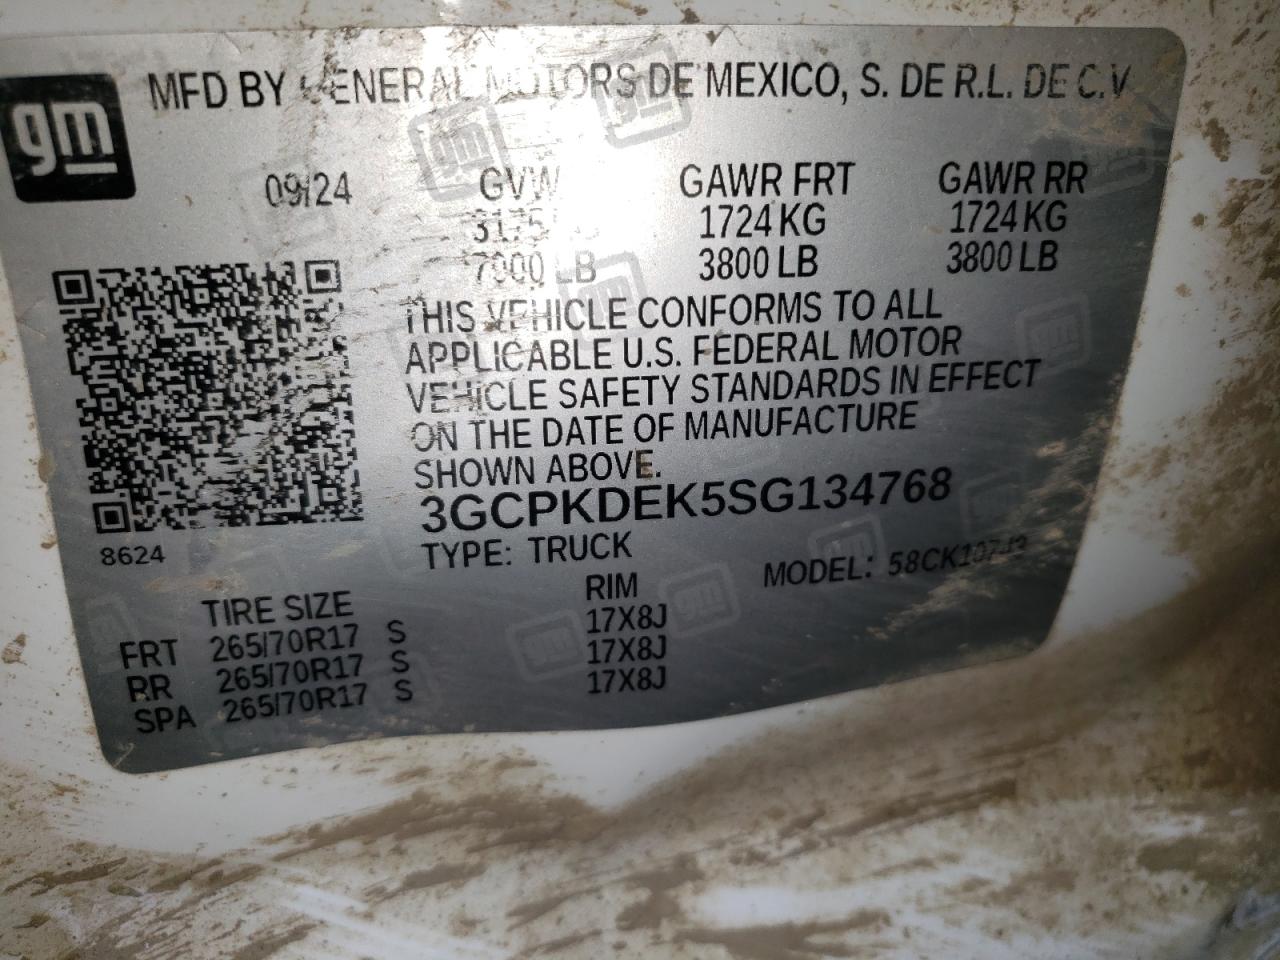 gm
MFD BY GENERAL MOTORS DE MEXICO, S. DE R.L. DE C.V
09/24 GVW GAWR FRT GAWR RR
1724 KG 1724 KG
7000 LB 3800 LB 3800 LB
THIS VEHICLE CONFORMS TO ALL
APPLICABLE U.S. FEDERAL MOTOR
VEHICLE SAFETY STANDARDS IN EFFECT
ON THE DATE OF MANUFACTURE
SHOWN ABOVE.
3GCPKDEK5SG134768
8624
TYPE: TRUCK MODEL:
TIRE SIZE RIM
FRT 265/70R17 S 17X8J
RR 265/70R17 S 17X8J
SPA 265/70R17 S 17X8J